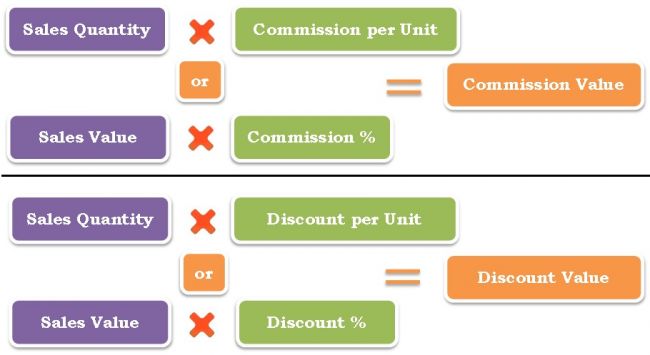 Sales Quantity × Commission per Unit
or
= Commission Value
Sales Value × Commission %
Sales Quantity × Discount per Unit
or
= Discount Value
Sales Value × Discount %